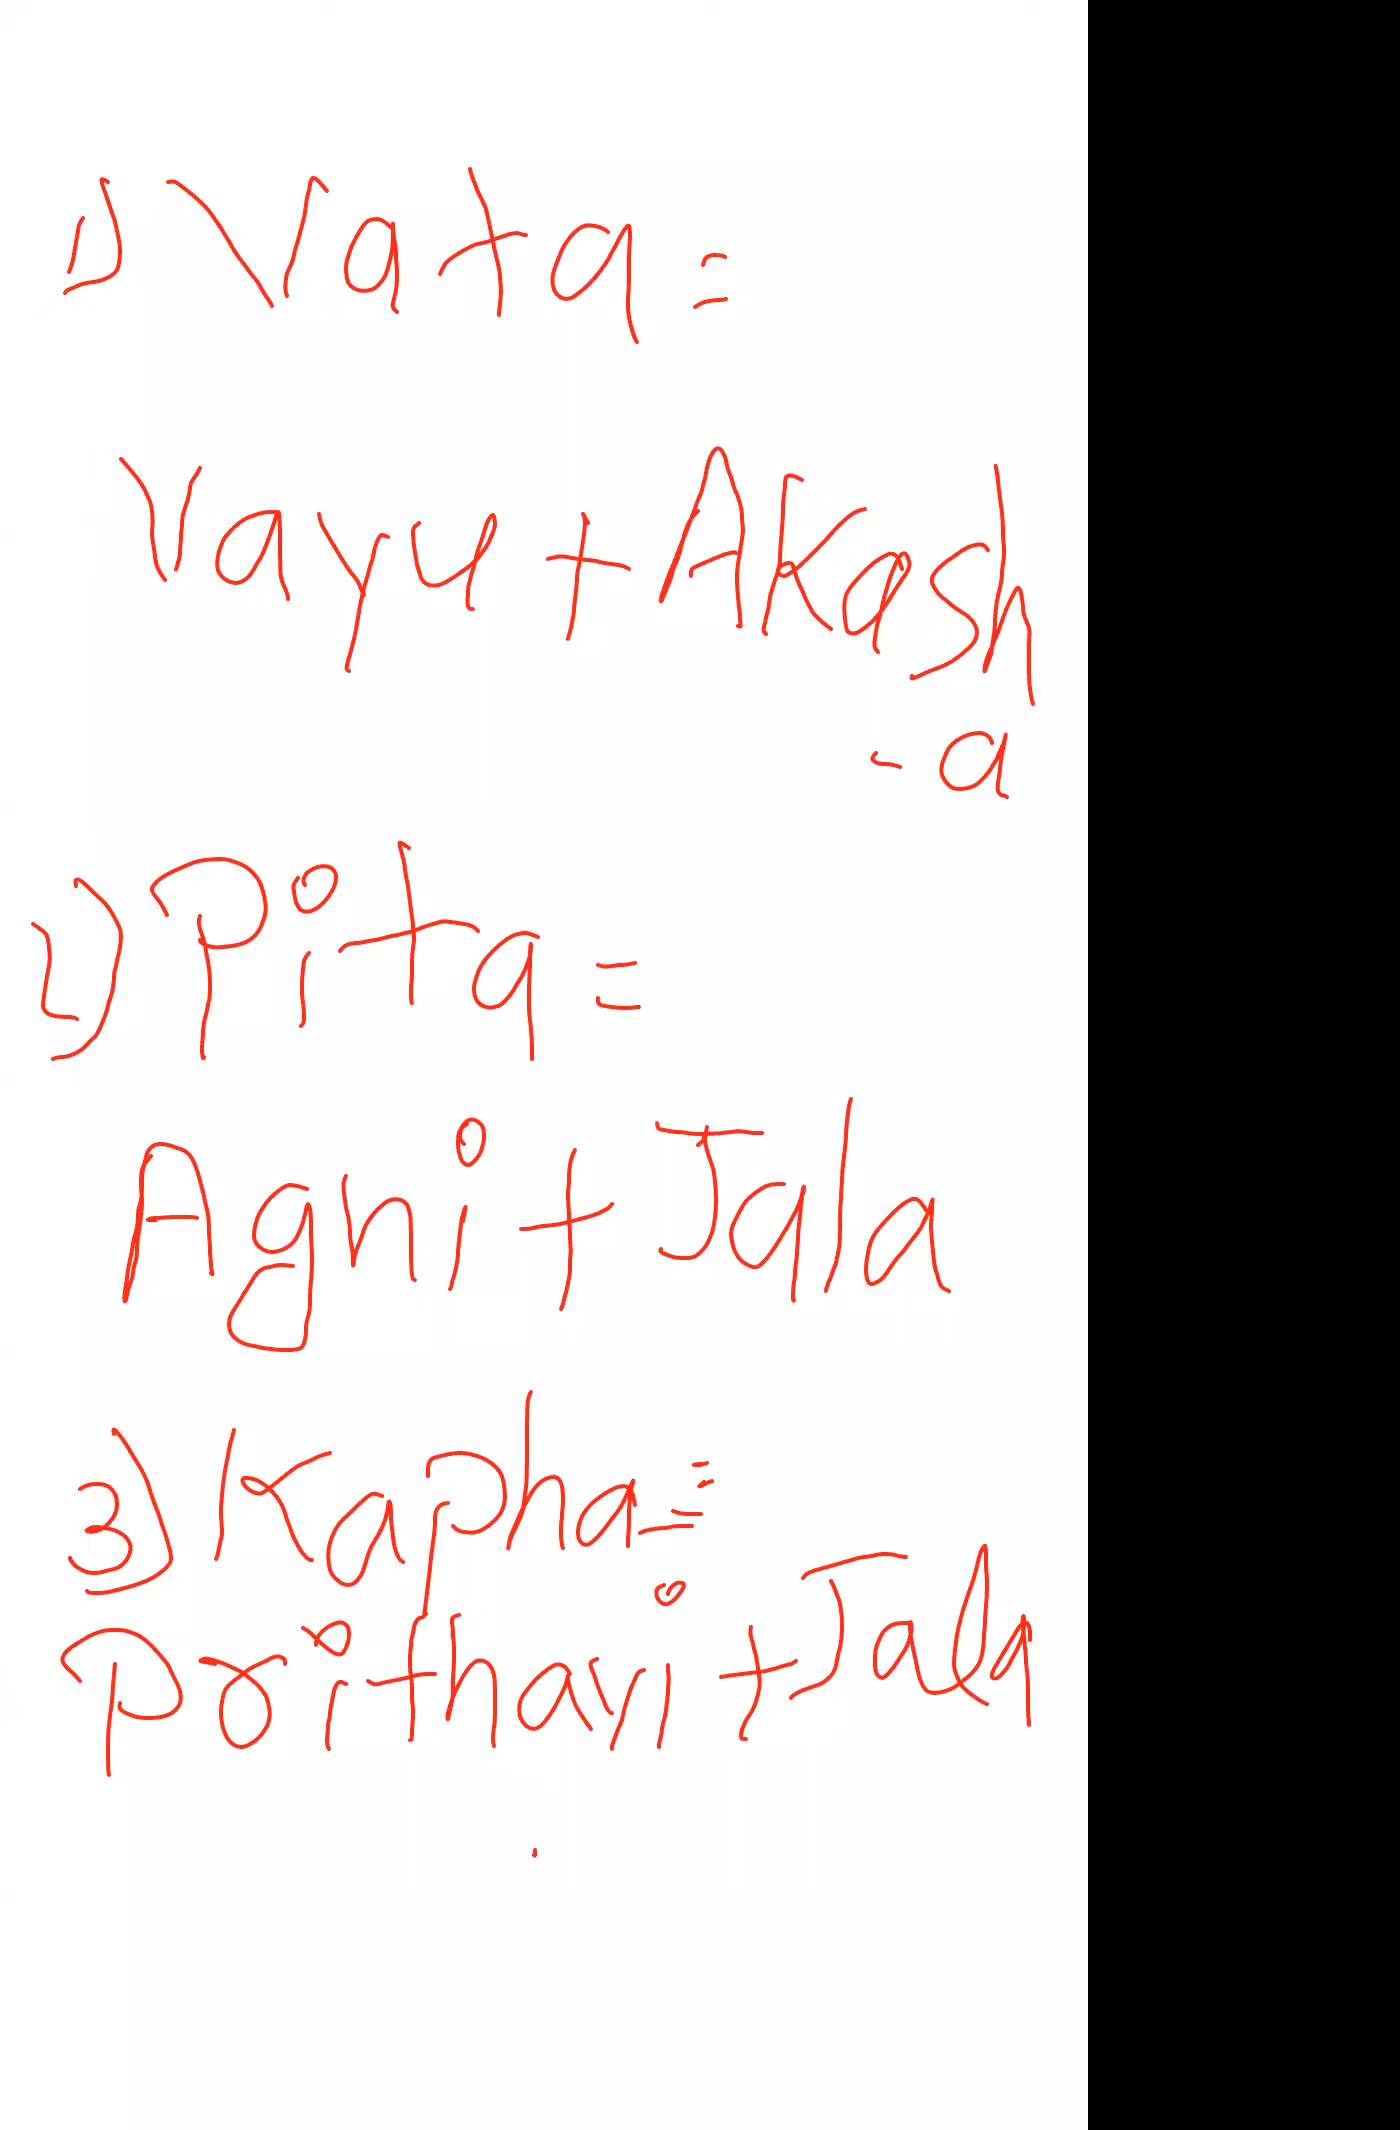 1) Vata =
Vayu + Akash
- a
2) Pita =
Agni + Jala
3) Kapha =
Prithavi + Jala